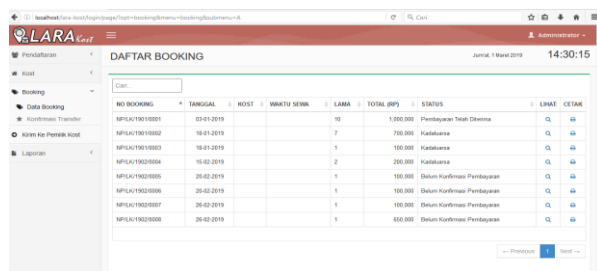 localhost/lara-kost/login/page/?opt=booking&menu=booking&submenu=A
Cari
LARA Kost
Administrator
Pendaftaran
Kost
Booking
Data Booking
Konfirmasi Transfer
Kirim Ke Pemilik Kost
Laporan
DAFTAR BOOKING
Jum'at, 1 Maret 2019
14:30:15
Cari...
NO BOOKING TANGGAL KOST WAKTU SEWA LAMA TOTAL (RP) STATUS LIHAT CETAK
NP/LK/1901/0001 03-01-2019 10 1,000,000 Pembayaran Telah Diterima
NP/LK/1901/0002 18-01-2019 7 700,000 Kadaluarsa
NP/LK/1901/0003 18-01-2019 1 100,000 Kadaluarsa
NP/LK/1902/0004 15-02-2019 2 200,000 Kadaluarsa
NP/LK/1902/0005 26-02-2019 1 100,000 Belum Konfirmasi Pembayaran
NP/LK/1902/0006 26-02-2019 1 100,000 Belum Konfirmasi Pembayaran
NP/LK/1902/0007 26-02-2019 1 100,000 Belum Konfirmasi Pembayaran
NP/LK/1902/0008 26-02-2019 1 650,000 Belum Konfirmasi Pembayaran
← Previous 1 Next →